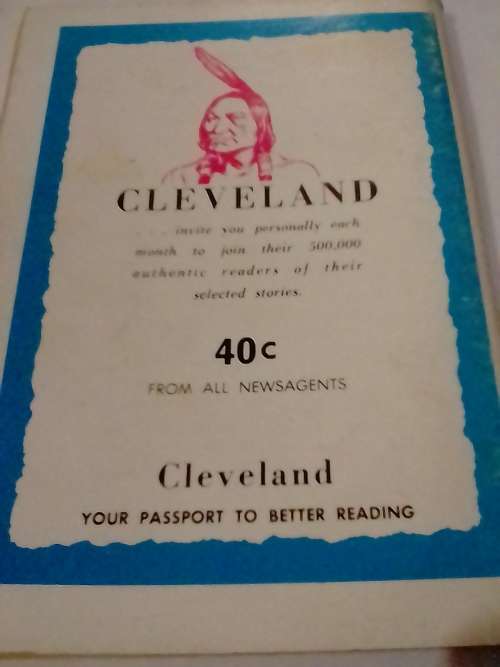 CLEVELAND
. . . invite you personally each
month to join their 500,000
authentic readers of their
selected stories.
40c
FROM ALL NEWSAGENTS
Cleveland
YOUR PASSPORT TO BETTER READING